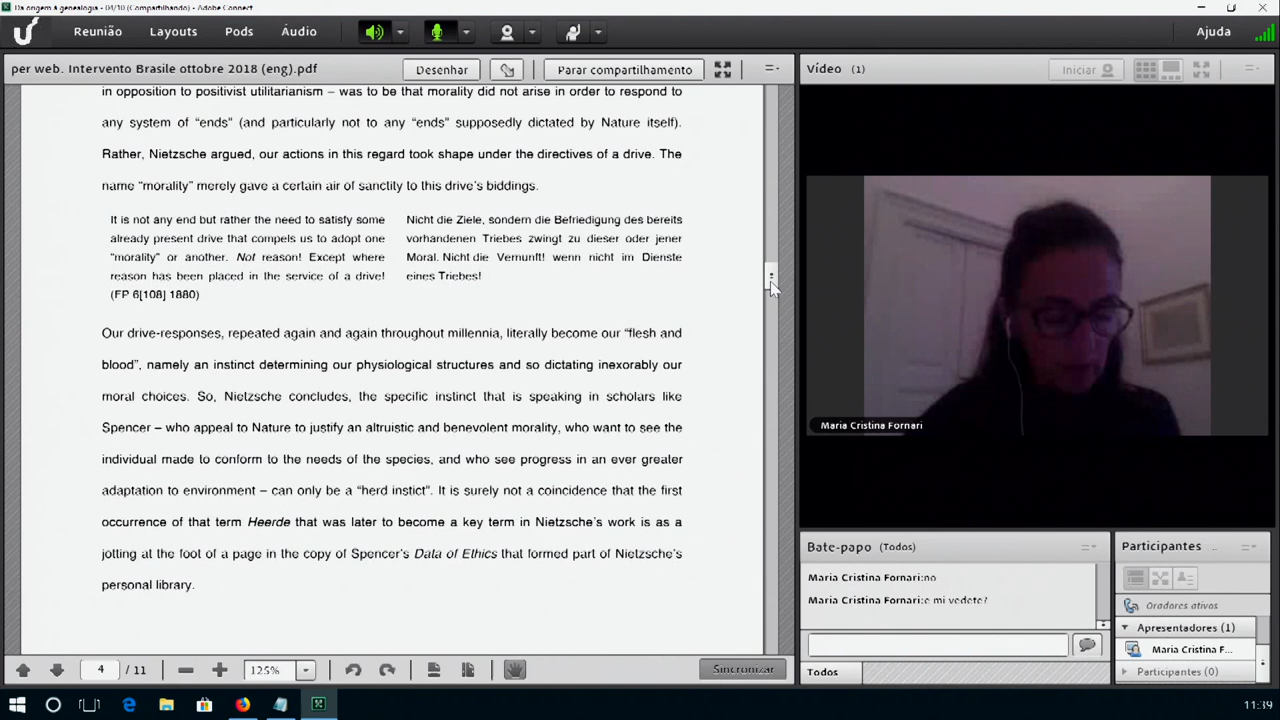 Da origem à genealogia - 04/10 (Compartilhando) - Adobe Connect
Reunião Layouts Pods Áudio Ajuda
per web. Intervento Brasile ottobre 2018 (eng).pdf Desenhar Parar compartilhamento
in opposition to positivist utilitarianism – was to be that morality did not arise in order to respond to
any system of “ends” (and particularly not to any “ends” supposedly dictated by Nature itself).
Rather, Nietzsche argued, our actions in this regard took shape under the directives of a drive. The
name “morality” merely gave a certain air of sanctity to this drive’s biddings.
It is not any end but rather the need to satisfy some
already present drive that compels us to adopt one
“morality” or another. Not reason! Except where
reason has been placed in the service of a drive!
(FP 6[108] 1880)
Nicht die Ziele, sondern die Befriedigung des bereits
vorhandenen Triebes zwingt zu dieser oder jener
Moral. Nicht die Vernunft! wenn nicht im Dienste
eines Triebes!
Our drive-responses, repeated again and again throughout millennia, literally become our “flesh and
blood”, namely an instinct determining our physiological structures and so dictating inexorably our
moral choices. So, Nietzsche concludes, the specific instinct that is speaking in scholars like
Spencer – who appeal to Nature to justify an altruistic and benevolent morality, who want to see the
individual made to conform to the needs of the species, and who see progress in an ever greater
adaptation to environment – can only be a “herd instict”. It is surely not a coincidence that the first
occurrence of that term Heerde that was later to become a key term in Nietzsche’s work is as a
jotting at the foot of a page in the copy of Spencer’s Data of Ethics that formed part of Nietzsche’s
personal library.
4 / 11 125% Sincronizar
Vídeo (1) Iniciar
Maria Cristina Fornari
Bate-papo (Todos)
Maria Cristina Fornari:no
Maria Cristina Fornari:e mi vedete?
Todos
Participantes ...
Oradores ativos
Apresentadores (1)
Maria Cristina F...
Participantes (0)
11:39